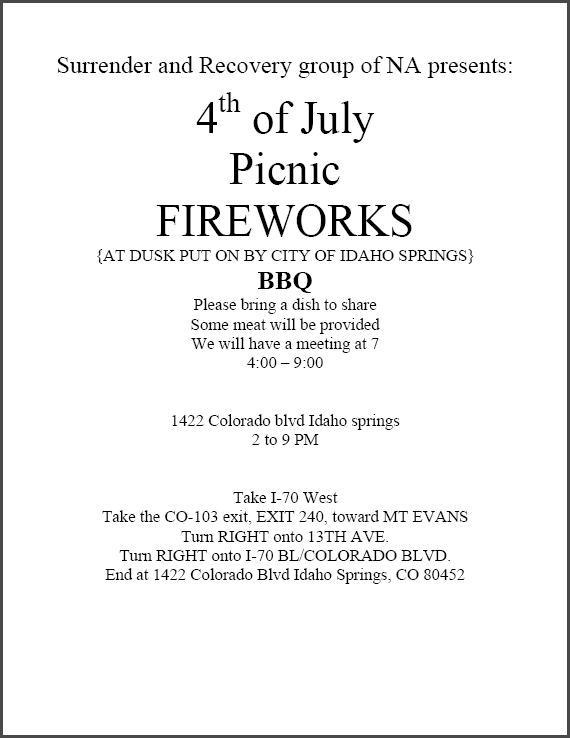 Surrender and Recovery group of NA presents:
4th of July
Picnic
FIREWORKS
{AT DUSK PUT ON BY CITY OF IDAHO SPRINGS}
BBQ
Please bring a dish to share
Some meat will be provided
We will have a meeting at 7
4:00 – 9:00
1422 Colorado blvd Idaho springs
2 to 9 PM
Take I-70 West
Take the CO-103 exit, EXIT 240, toward MT EVANS
Turn RIGHT onto 13TH AVE.
Turn RIGHT onto I-70 BL/COLORADO BLVD.
End at 1422 Colorado Blvd Idaho Springs, CO 80452